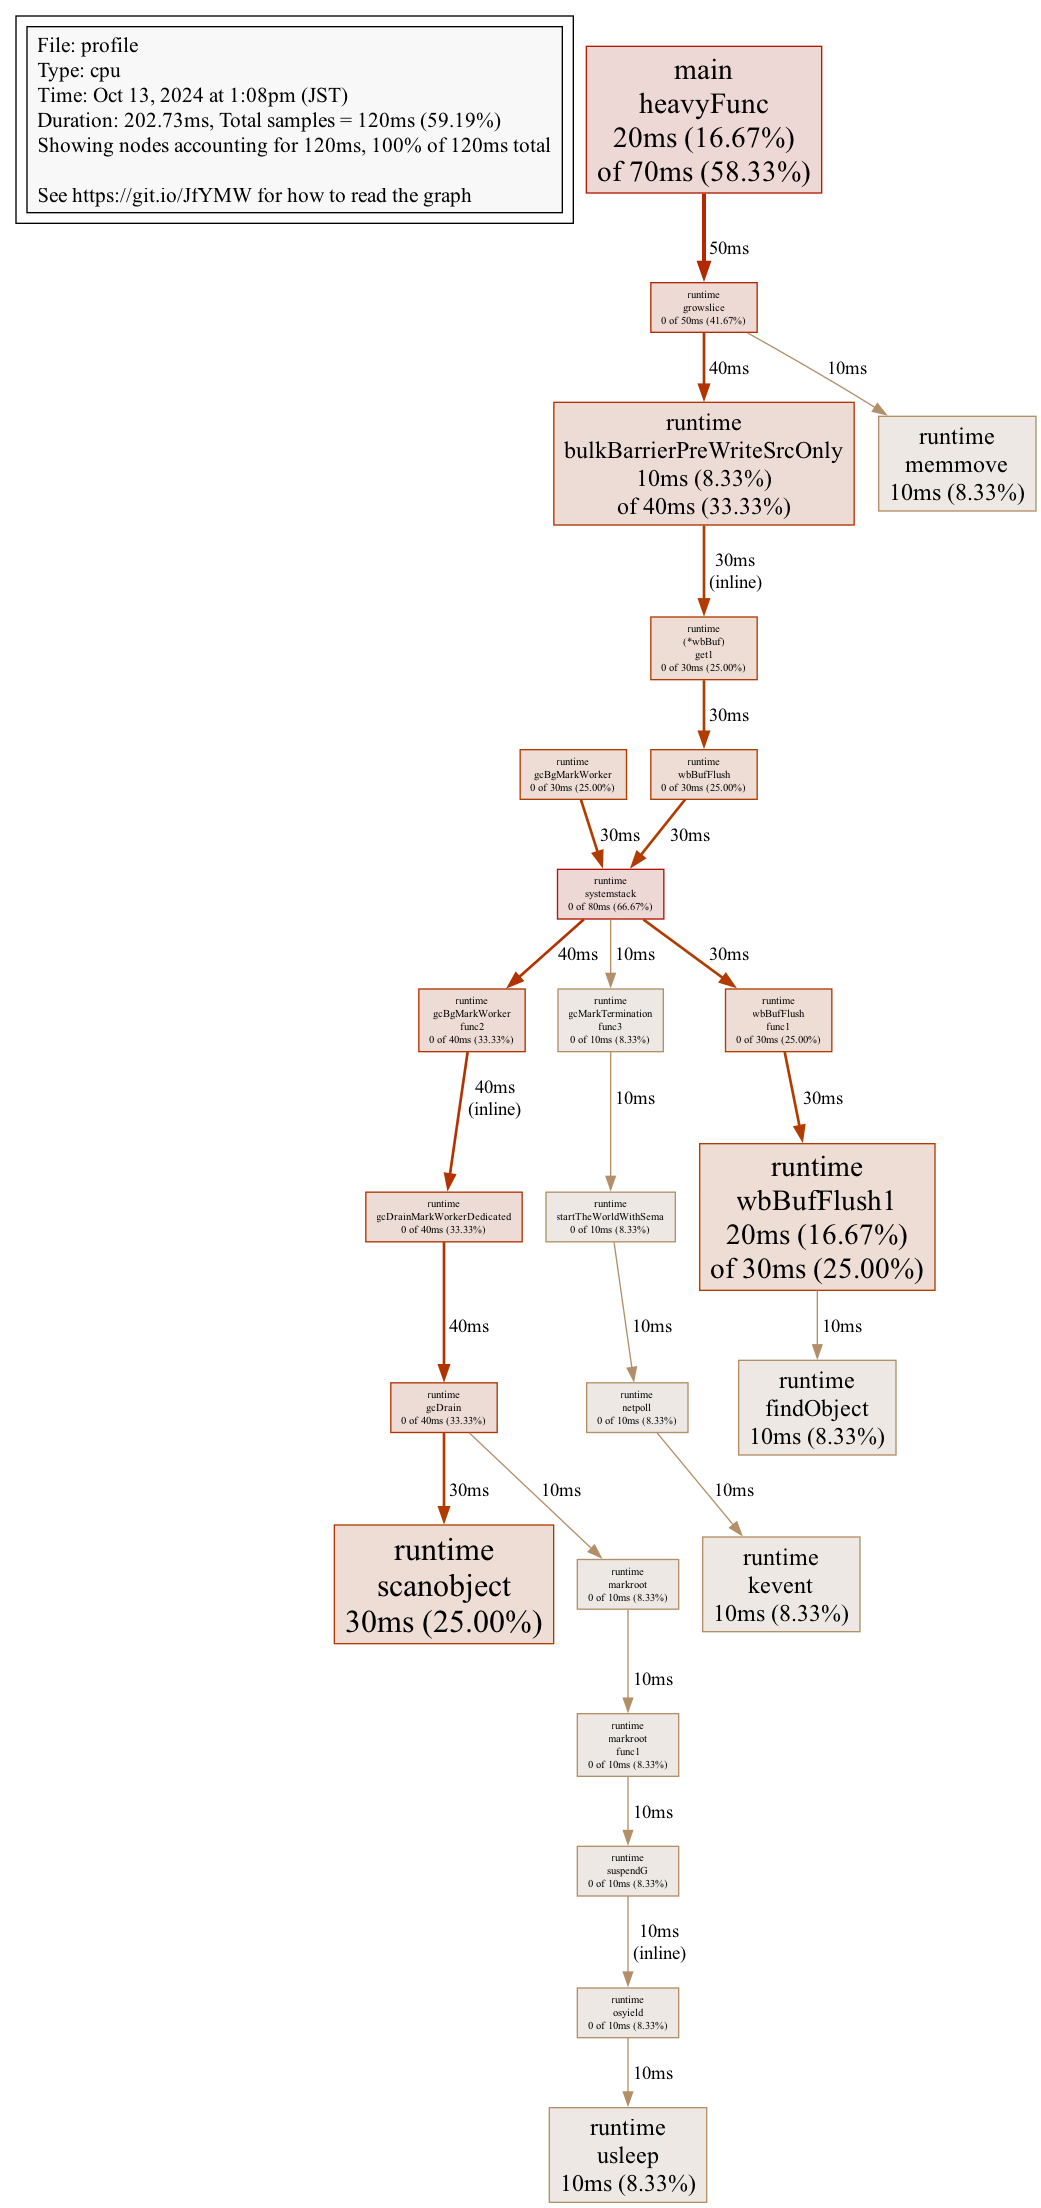 File: profile
Type: cpu
Time: Oct 13, 2024 at 1:08pm (JST)
Duration: 202.73ms, Total samples = 120ms (59.19%)
Showing nodes accounting for 120ms, 100% of 120ms total
See https://git.io/JfYMW for how to read the graph
main
heavyFunc
20ms (16.67%)
of 70ms (58.33%)
50ms
runtime
growslice
0 of 50ms (41.67%)
40ms
10ms
runtime
bulkBarrierPreWriteSrcOnly
10ms (8.33%)
of 40ms (33.33%)
runtime
memmove
10ms (8.33%)
30ms
(inline)
runtime
(*wbBuf)
get1
0 of 30ms (25.00%)
30ms
runtime
gcBgMarkWorker
0 of 30ms (25.00%)
runtime
wbBufFlush
0 of 30ms (25.00%)
30ms
30ms
runtime
systemstack
0 of 80ms (66.67%)
40ms
10ms
30ms
runtime
gcBgMarkWorker
func2
0 of 40ms (33.33%)
runtime
gcMarkTermination
func3
0 of 10ms (8.33%)
runtime
wbBufFlush
func1
0 of 30ms (25.00%)
40ms
(inline)
10ms
30ms
runtime
gcDrainMarkWorkerDedicated
0 of 40ms (33.33%)
runtime
startTheWorldWithSema
0 of 10ms (8.33%)
runtime
wbBufFlush1
20ms (16.67%)
of 30ms (25.00%)
40ms
10ms
10ms
runtime
gcDrain
0 of 40ms (33.33%)
runtime
netpoll
0 of 10ms (8.33%)
runtime
findObject
10ms (8.33%)
30ms
10ms
10ms
runtime
scanobject
30ms (25.00%)
runtime
markroot
0 of 10ms (8.33%)
runtime
kevent
10ms (8.33%)
10ms
runtime
markroot
func1
0 of 10ms (8.33%)
10ms
runtime
suspendG
0 of 10ms (8.33%)
10ms
(inline)
runtime
osyield
0 of 10ms (8.33%)
10ms
runtime
usleep
10ms (8.33%)